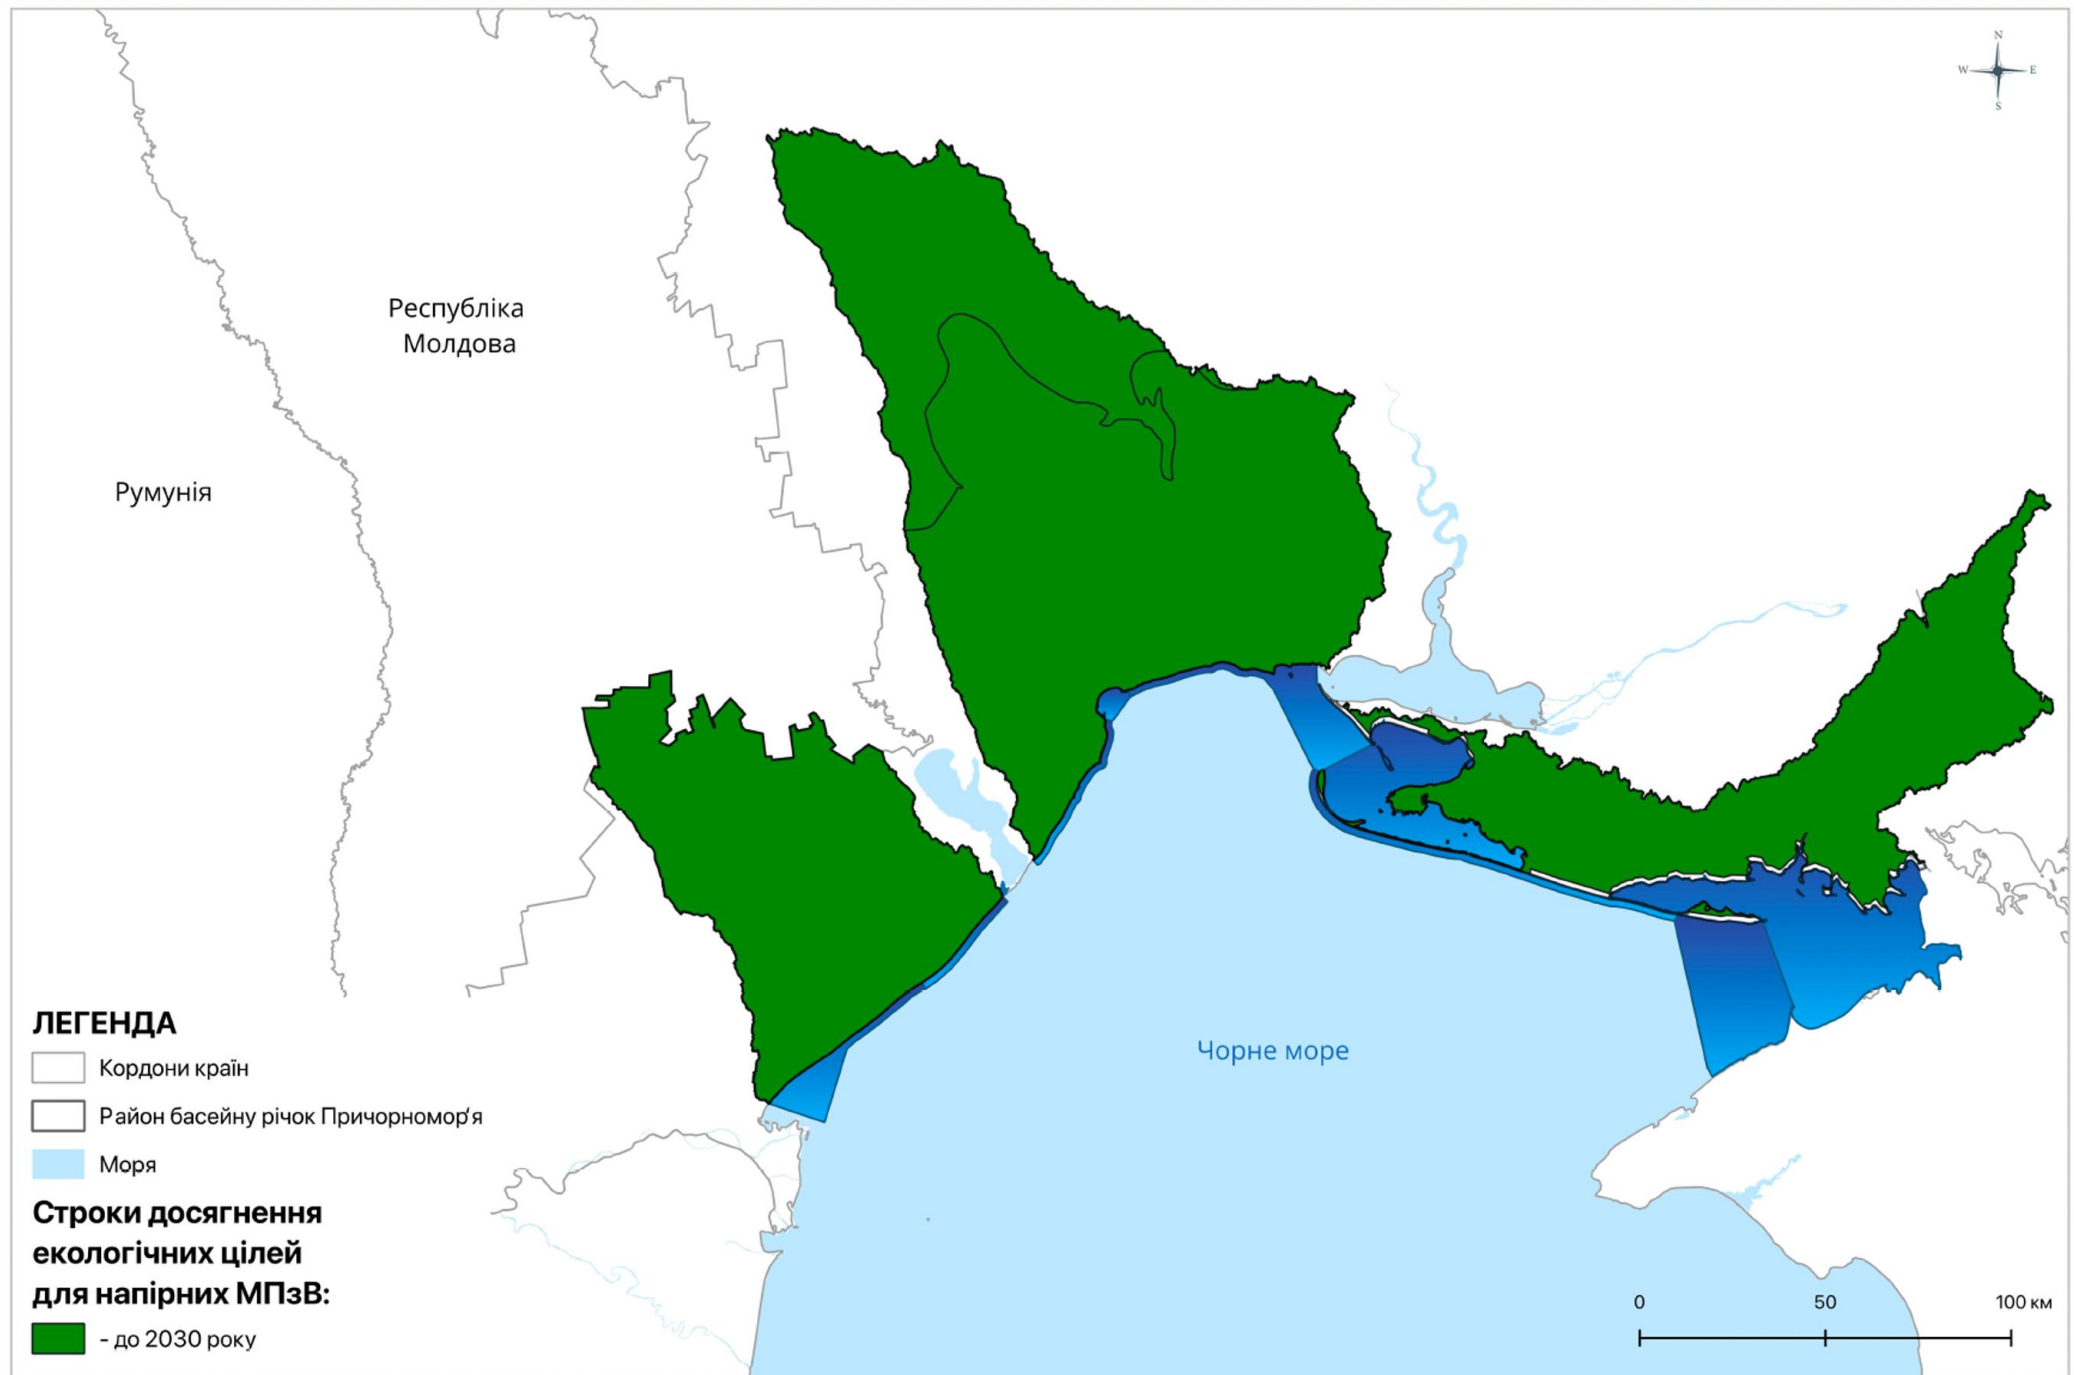 N
W E
S
Республіка
Молдова
Румунія
Чорне море
ЛЕГЕНДА
Кордони країн
Район басейну річок Причорномор'я
Моря
Строки досягнення
екологічних цілей
для напірних МПзВ:
- до 2030 року
0 50 100 км